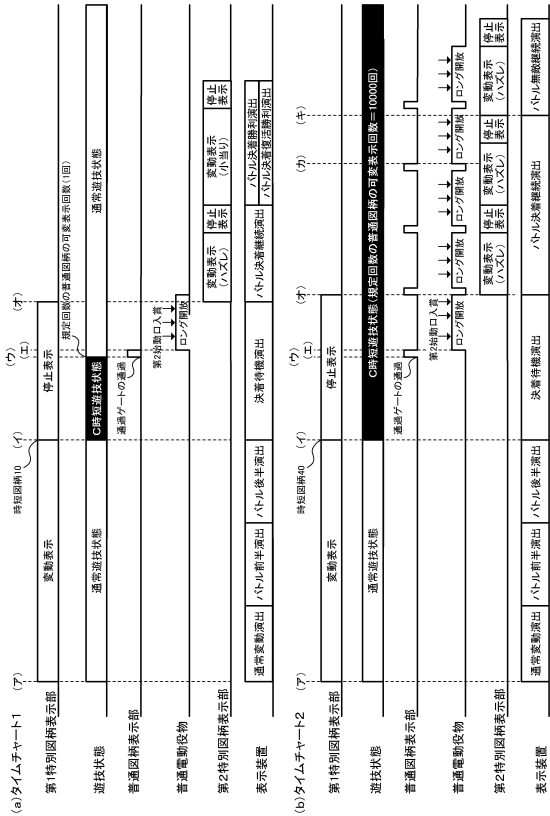 (a)タイムチャート1
(ア)
(イ)
(ウ)
(エ)
(オ)
時短図柄10
規定回数の普通図柄の可変表示回数(1回)
第1特別図柄表示部
変動表示
停止表示
遊技状態
通常遊技状態
C時短遊技状態
通常遊技状態
普通図柄表示部
通過ゲートの通過
普通電動役物
第2始動口入賞
ロング開放
第2特別図柄表示部
変動表示
(ハズレ)
停止
表示
変動表示
(小当り)
停止
表示
表示装置
通常変動演出
バトル前半演出
バトル後半演出
決着待機演出
バトル決着継続演出
バトル決着勝利演出
バトル決着復活勝利演出
(b)タイムチャート2
(ア)
(イ)
(ウ)
(エ)
(オ)
(カ)
(キ)
時短図柄40
第1特別図柄表示部
変動表示
停止表示
遊技状態
通常遊技状態
C時短遊技状態(規定回数の普通図柄の可変表示回数=10000回)
普通図柄表示部
通過ゲートの通過
普通電動役物
第2始動口入賞
ロング開放
ロング開放
ロング開放
ロング開放
ロング開放
第2特別図柄表示部
変動表示
(ハズレ)
停止
表示
変動表示
(ハズレ)
停止
表示
変動表示
(ハズレ)
停止
表示
表示装置
通常変動演出
バトル前半演出
バトル後半演出
決着待機演出
バトル決着継続演出
バトル無敵継続演出